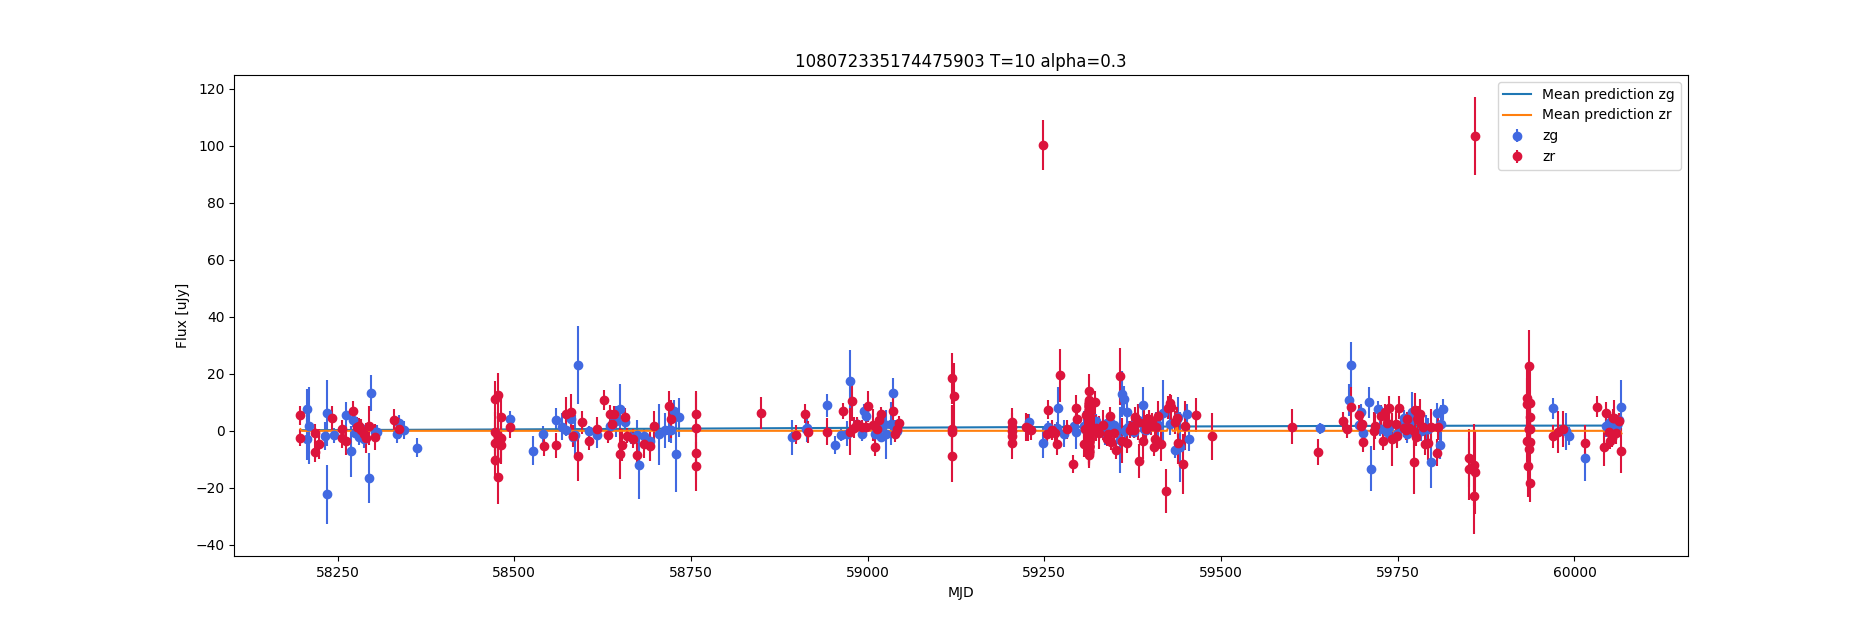 108072335174475903 T=10 alpha=0.3
120
100
80
60
40
20
0
−20
−40
Flux [uJy]
58250
58500
58750
59000
59250
59500
59750
60000
MJD
Mean prediction zg
Mean prediction zr
zg
zr